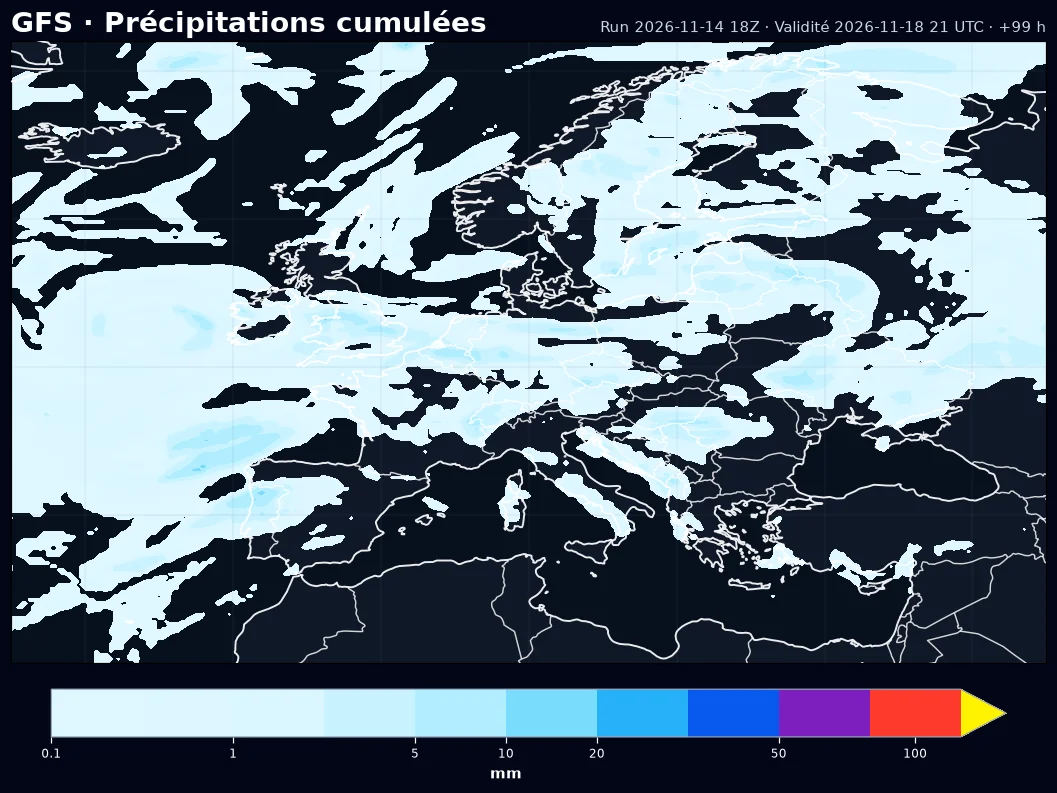 GFS · Précipitations cumulées
Run 2026-11-14 18Z · Validité 2026-11-18 21 UTC · +99 h
0.1 1 5 10 20 50 100
mm